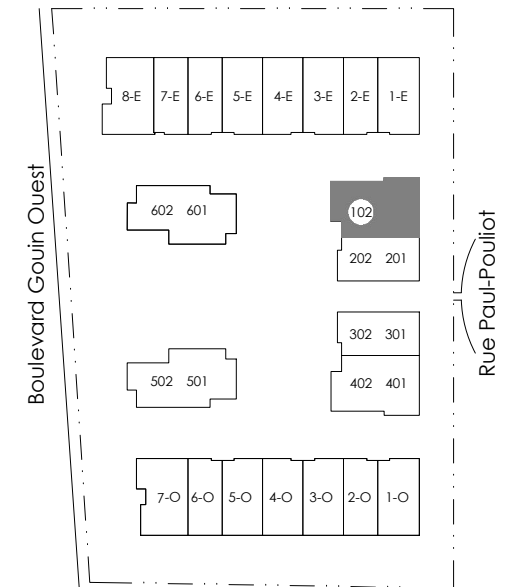 8-E 7-E 6-E 5-E 4-E 3-E 2-E 1-E
Boulevard Gouin Ouest
602 601
102
202 201
Rue Paul-Pouliot
302 301
502 501
402 401
7-O 6-O 5-O 4-O 3-O 2-O 1-O